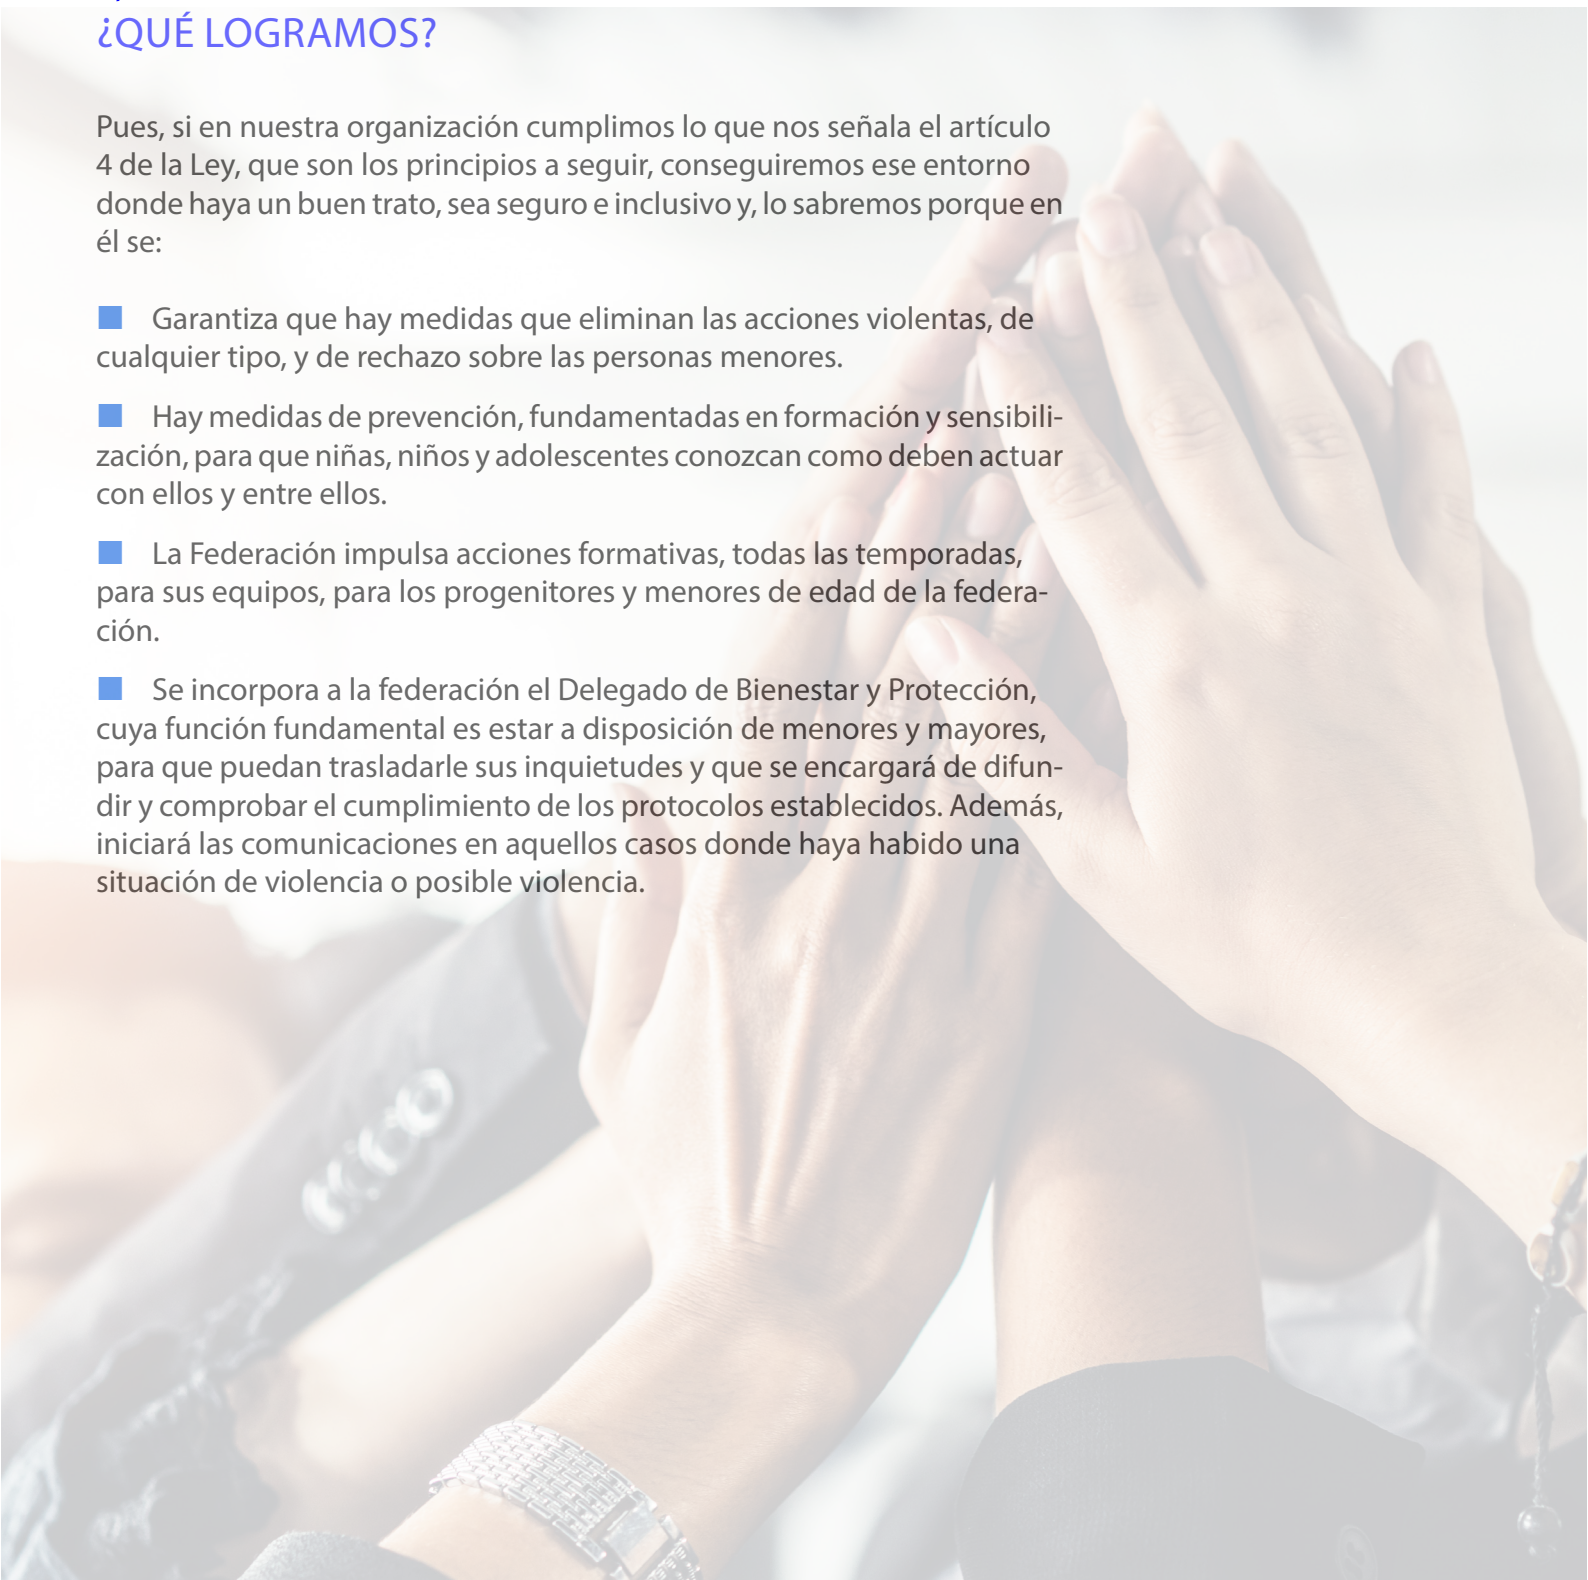 ¿QUÉ LOGRAMOS?
Pues, si en nuestra organización cumplimos lo que nos señala el artículo
4 de la Ley, que son los principios a seguir, conseguiremos ese entorno
donde haya un buen trato, sea seguro e inclusivo y, lo sabremos porque en
él se:
Garantiza que hay medidas que eliminan las acciones violentas, de
cualquier tipo, y de rechazo sobre las personas menores.
Hay medidas de prevención, fundamentadas en formación y sensibili-
zación, para que niñas, niños y adolescentes conozcan como deben actuar
con ellos y entre ellos.
La Federación impulsa acciones formativas, todas las temporadas,
para sus equipos, para los progenitores y menores de edad de la federa-
ción.
Se incorpora a la federación el Delegado de Bienestar y Protección,
cuya función fundamental es estar a disposición de menores y mayores,
para que puedan trasladarle sus inquietudes y que se encargará de difun-
dir y comprobar el cumplimiento de los protocolos establecidos. Además,
iniciará las comunicaciones en aquellos casos donde haya habido una
situación de violencia o posible violencia.